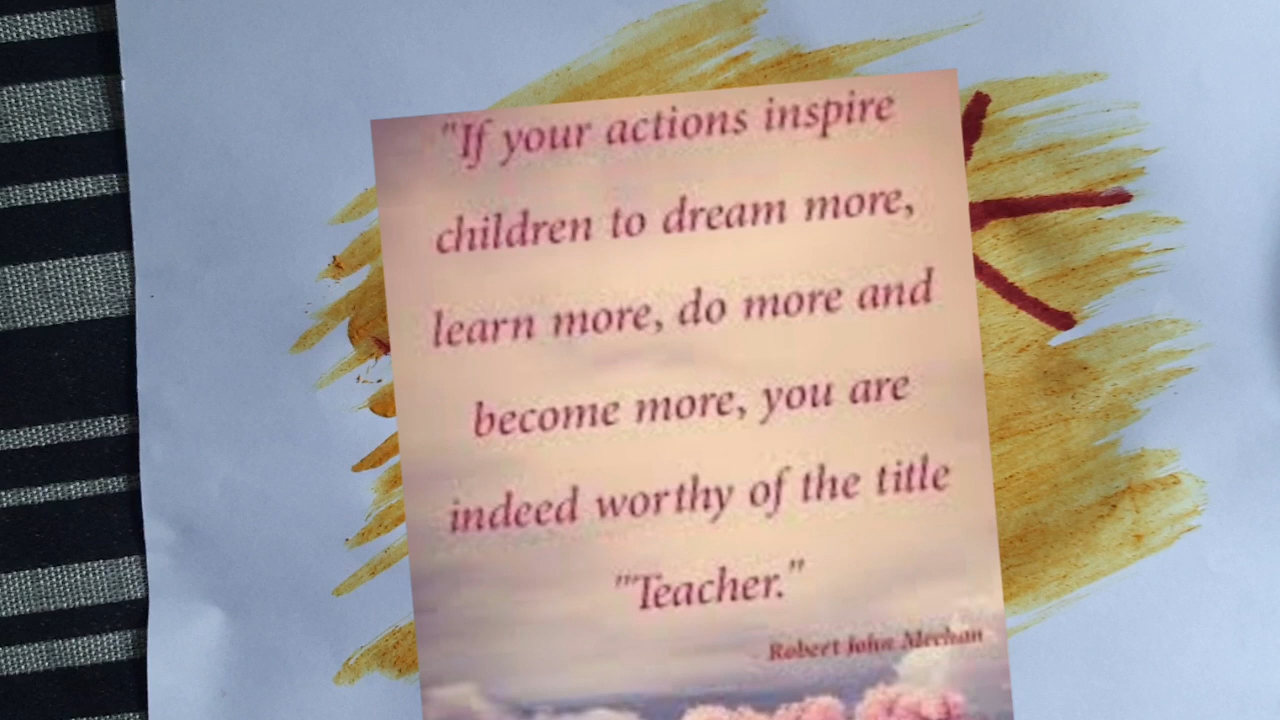 "If your actions inspire
children to dream more,
learn more, do more and
become more, you are
indeed worthy of the title
"'Teacher."
- Robert John Meehan